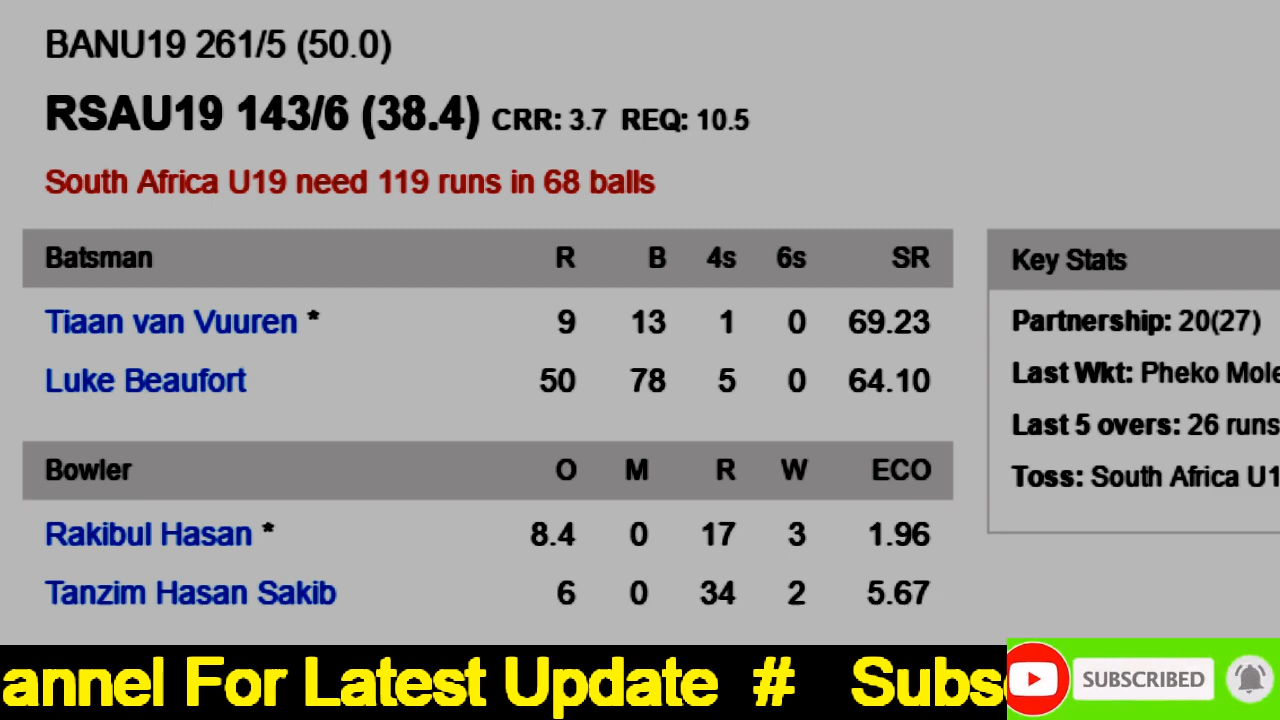 BANU19 261/5 (50.0)
RSAU19 143/6 (38.4) CRR: 3.7 REQ: 10.5
South Africa U19 need 119 runs in 68 balls
Batsman R B 4s 6s SR
Tiaan van Vuuren * 9 13 1 0 69.23
Luke Beaufort 50 78 5 0 64.10
Bowler O M R W ECO
Rakibul Hasan * 8.4 0 17 3 1.96
Tanzim Hasan Sakib 6 0 34 2 5.67
Key Stats
Partnership: 20(27)
Last Wkt: Pheko Mole
Last 5 overs: 26 runs
Toss: South Africa U1
annel For Latest Update # Subs
SUBSCRIBED